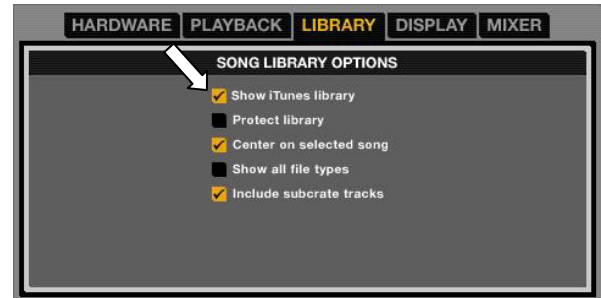 HARDWARE PLAYBACK LIBRARY DISPLAY MIXER
SONG LIBRARY OPTIONS
Show iTunes library
Protect library
Center on selected song
Show all file types
Include subcrate tracks